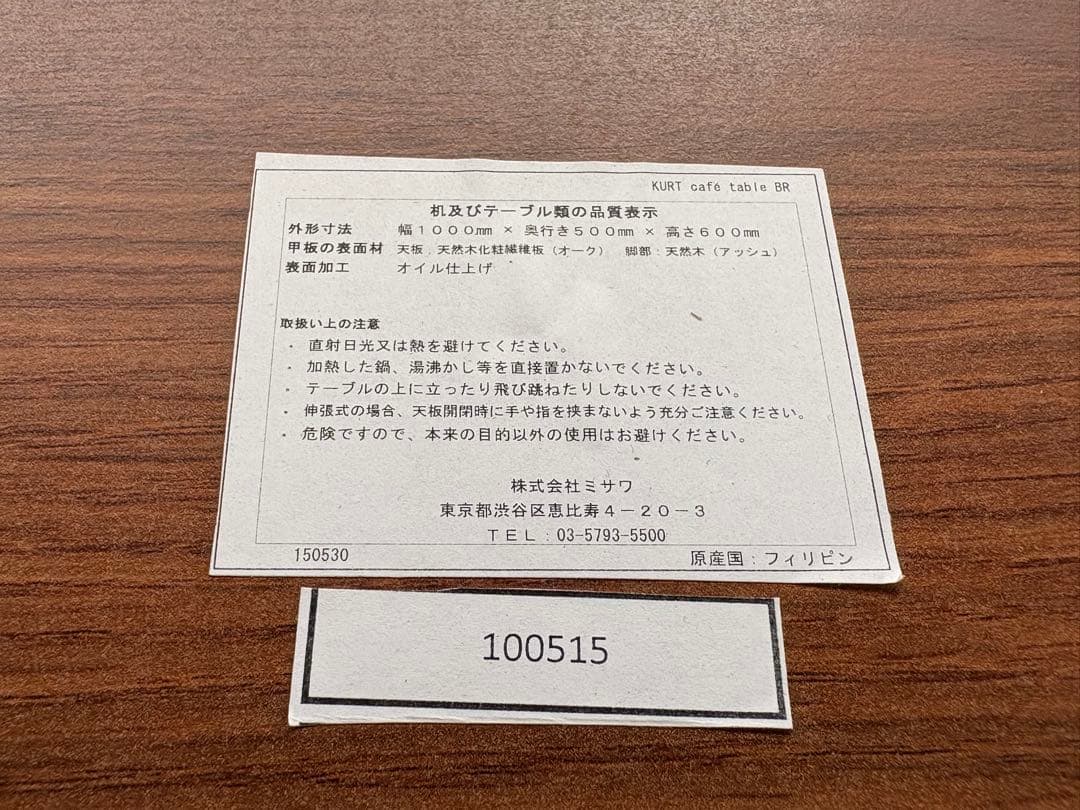 KURT café table BR
机及びテーブル類の品質表示
外形寸法 幅1000mm × 奥行き500mm × 高さ600mm
甲板の表面材 天板:天然木化粧繊維板(オーク) 脚部:天然木(アッシュ)
表面加工 オイル仕上げ
取扱い上の注意
・ 直射日光又は熱を避けてください。
・ 加熱した鍋、湯沸かし等を直接置かないでください。
・ テーブルの上に立ったり飛び跳ねたりしないでください。
・ 伸張式の場合、天板開閉時に手や指を挟まないよう充分ご注意ください。
・ 危険ですので、本来の目的以外の使用はお避けください。
株式会社ミサワ
東京都渋谷区恵比寿4-20-3
TEL:03-5793-5500
150530 原産国:フィリピン
100515